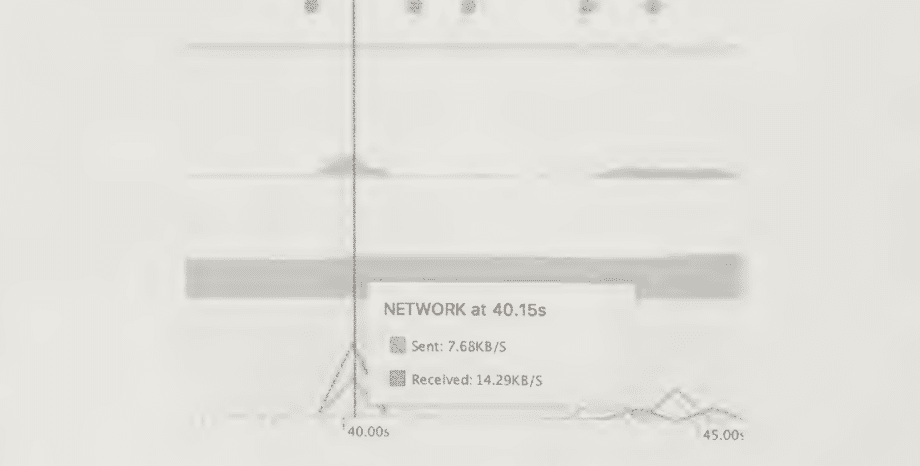 NETWORK at 40.15s
Sent: 7.68KB/S
Received: 14.29KB/S
40.00s
45.00s